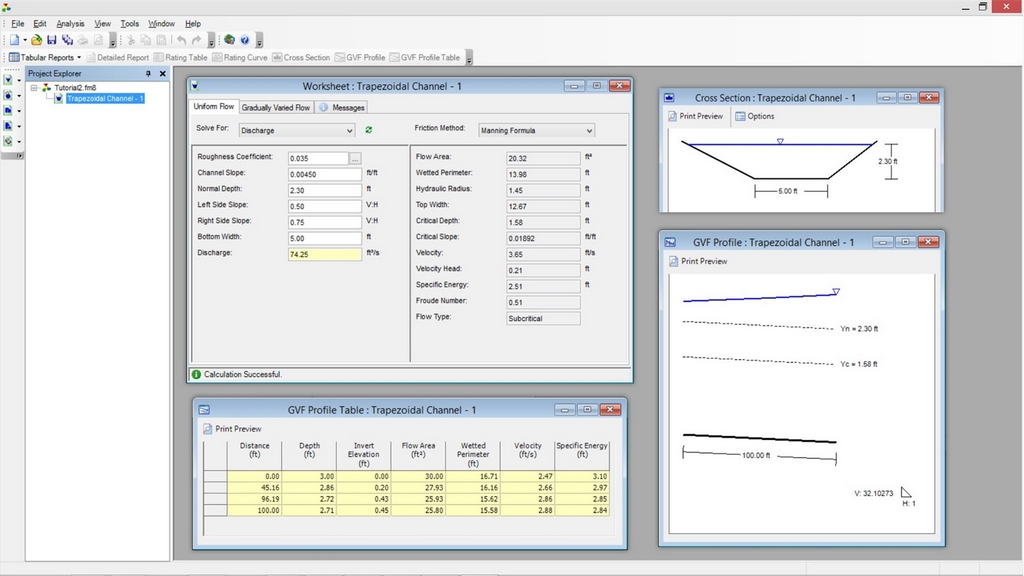 File Edit Analysis View Tools Window Help
Tabular Reports Detailed Report Rating Table Rating Curve Cross Section GVF Profile GVF Profile Table
Project Explorer
Tutorial2.fm8
Trapezoidal Channel - 1
Worksheet : Trapezoidal Channel - 1
Uniform Flow Gradually Varied Flow Messages
Solve For: Discharge Friction Method: Manning Formula
Roughness Coefficient: 0.035 ...
Channel Slope: 0.00450 ft/ft
Normal Depth: 2.30 ft
Left Side Slope: 0.50 V:H
Right Side Slope: 0.75 V:H
Bottom Width: 5.00 ft
Discharge: 74.25 ft³/s
Flow Area: 20.32 ft²
Wetted Perimeter: 13.98 ft
Hydraulic Radius: 1.45 ft
Top Width: 12.67 ft
Critical Depth: 1.58 ft
Critical Slope: 0.01892 ft/ft
Velocity: 3.65 ft/s
Velocity Head: 0.21 ft
Specific Energy: 2.51 ft
Froude Number: 0.51
Flow Type: Subcritical
Calculation Successful.
Cross Section : Trapezoidal Channel - 1
Print Preview Options
2.30 ft
5.00 ft
GVF Profile : Trapezoidal Channel - 1
Print Preview
Yn = 2.30 ft
Yc = 1.58 ft
100.00 ft
V: 32.10273
H: 1
GVF Profile Table : Trapezoidal Channel - 1
Print Preview
Distance (ft) Depth (ft) Invert Elevation (ft) Flow Area (ft²) Wetted Perimeter (ft) Velocity (ft/s) Specific Energy (ft)
0.00 3.00 0.00 30.00 16.71 2.47 3.10
45.16 2.86 0.20 27.93 16.16 2.66 2.97
96.19 2.72 0.43 25.93 15.62 2.86 2.85
100.00 2.71 0.45 25.80 15.58 2.88 2.84